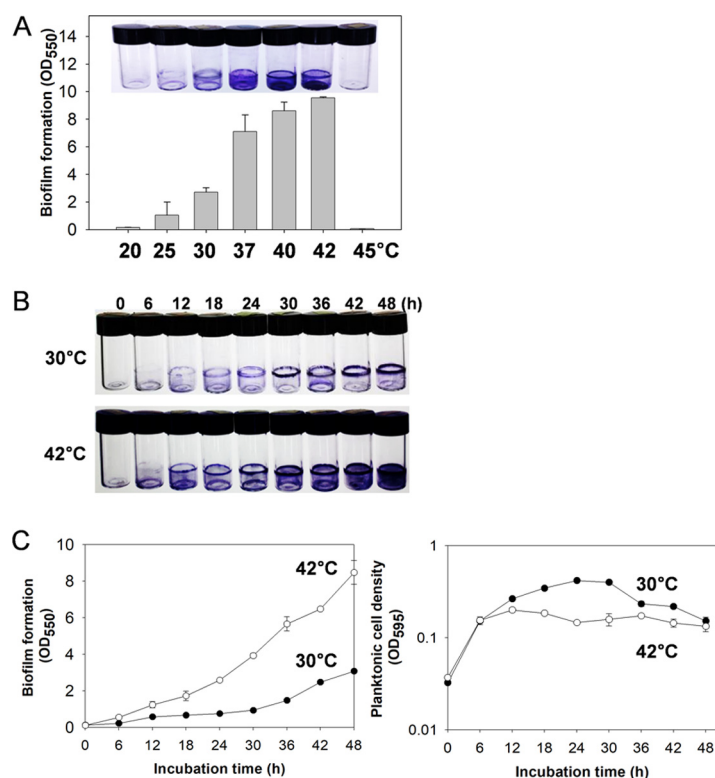 A
Biofilm formation (OD550)
14
12
10
8
6
4
2
0
20 25 30 37 40 42 45°C
B
0 6 12 18 24 30 36 42 48 (h)
30°C
42°C
C
Biofilm formation
(OD550)
10
8
6
4
2
0
42°C
30°C
0 6 12 18 24 30 36 42 48
Incubation time (h)
Planktonic cell density
(OD595)
1
0.1
0.01
30°C
42°C
0 6 12 18 24 30 36 42 48
Incubation time (h)